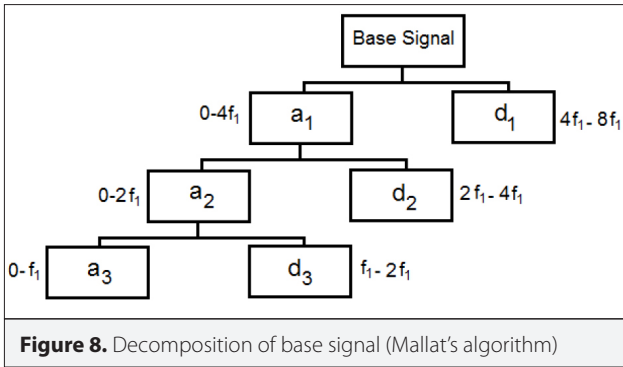 Base Signal
0-4f₁
a₁
d₁
4f₁- 8f₁
0-2f₁
a₂
d₂
2f₁- 4f₁
0-f₁
a₃
d₃
f₁- 2f₁
Figure 8. Decomposition of base signal (Mallat’s algorithm)